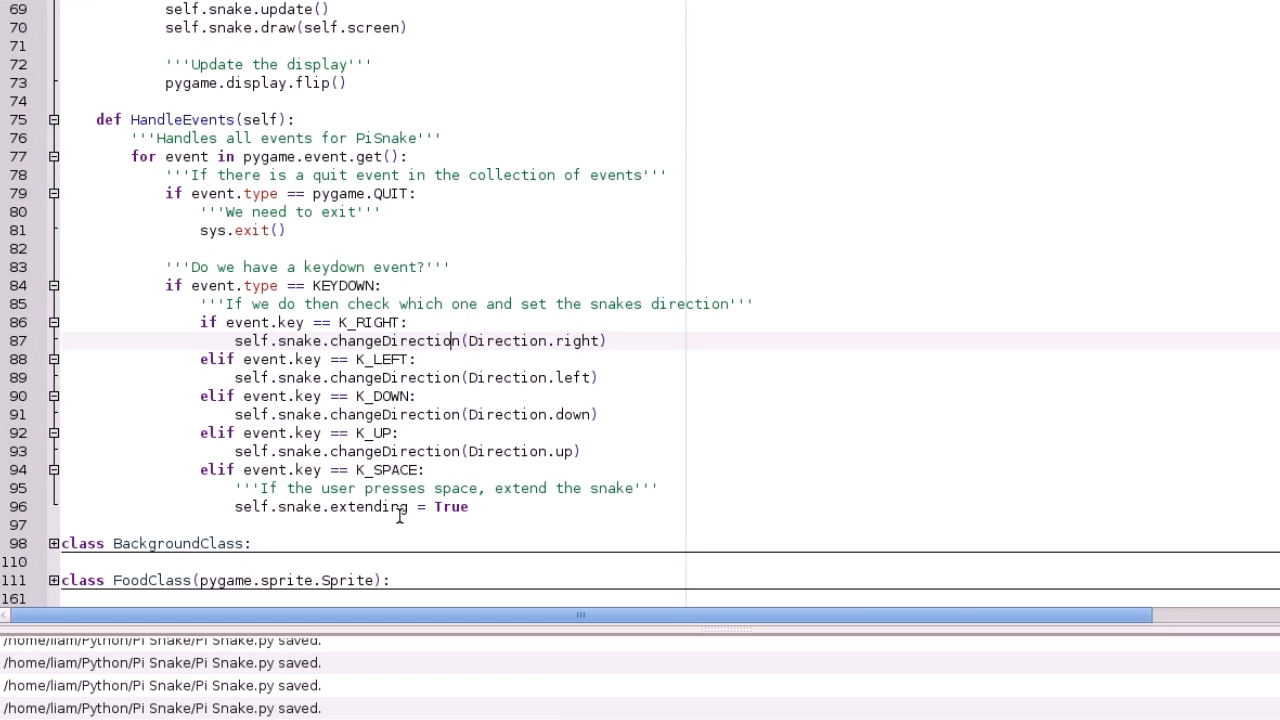 69 self.snake.update()
70 self.snake.draw(self.screen)
71
72 '''Update the display'''
73 pygame.display.flip()
74
75 def HandleEvents(self):
76 '''Handles all events for PiSnake'''
77 for event in pygame.event.get():
78 '''If there is a quit event in the collection of events'''
79 if event.type == pygame.QUIT:
80 '''We need to exit'''
81 sys.exit()
82
83 '''Do we have a keydown event?'''
84 if event.type == KEYDOWN:
85 '''If we do then check which one and set the snakes direction'''
86 if event.key == K_RIGHT:
87 self.snake.changeDirection(Direction.right)
88 elif event.key == K_LEFT:
89 self.snake.changeDirection(Direction.left)
90 elif event.key == K_DOWN:
91 self.snake.changeDirection(Direction.down)
92 elif event.key == K_UP:
93 self.snake.changeDirection(Direction.up)
94 elif event.key == K_SPACE:
95 '''If the user presses space, extend the snake'''
96 self.snake.extending = True
97
98 class BackgroundClass:
110
111 class FoodClass(pygame.sprite.Sprite):
161
/home/liam/Python/Pi Snake/Pi Snake.py saved.
/home/liam/Python/Pi Snake/Pi Snake.py saved.
/home/liam/Python/Pi Snake/Pi Snake.py saved.
/home/liam/Python/Pi Snake/Pi Snake.py saved.